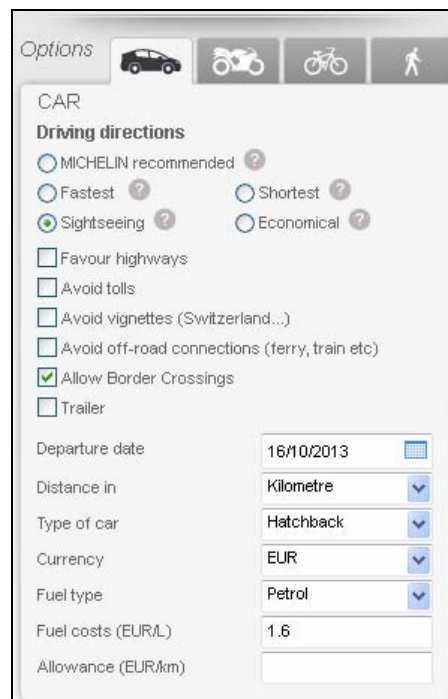 Options
CAR
Driving directions
MICHELIN recommended ?
Fastest ? Shortest ?
Sightseeing ? Economical ?
Favour highways
Avoid tolls
Avoid vignettes (Switzerland...)
Avoid off-road connections (ferry, train etc)
Allow Border Crossings
Trailer
Departure date 16/10/2013
Distance in Kilometre
Type of car Hatchback
Currency EUR
Fuel type Petrol
Fuel costs (EUR/L) 1.6
Allowance (EUR/km)